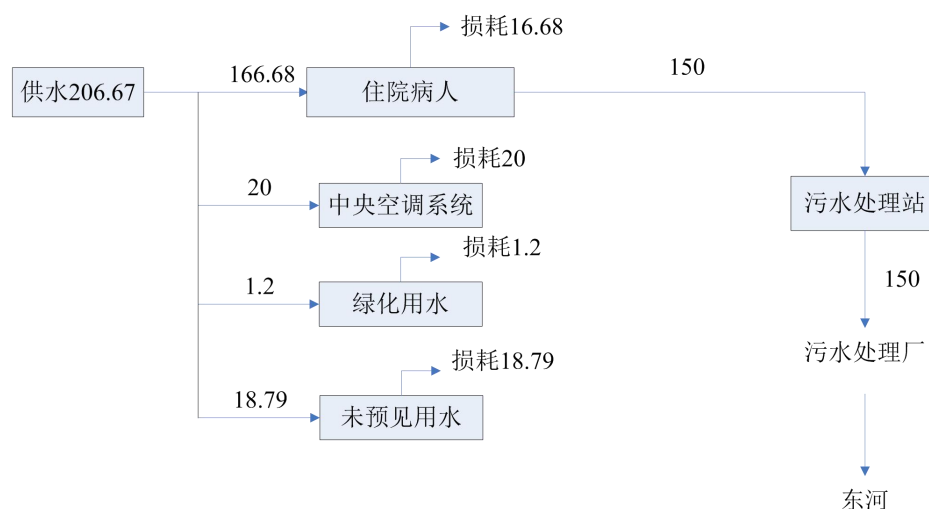 损耗16.68
供水206.67
166.68
住院病人
150
损耗20
20
中央空调系统
污水处理站
损耗1.2
1.2
绿化用水
150
污水处理厂
损耗18.79
18.79
未预见用水
东河